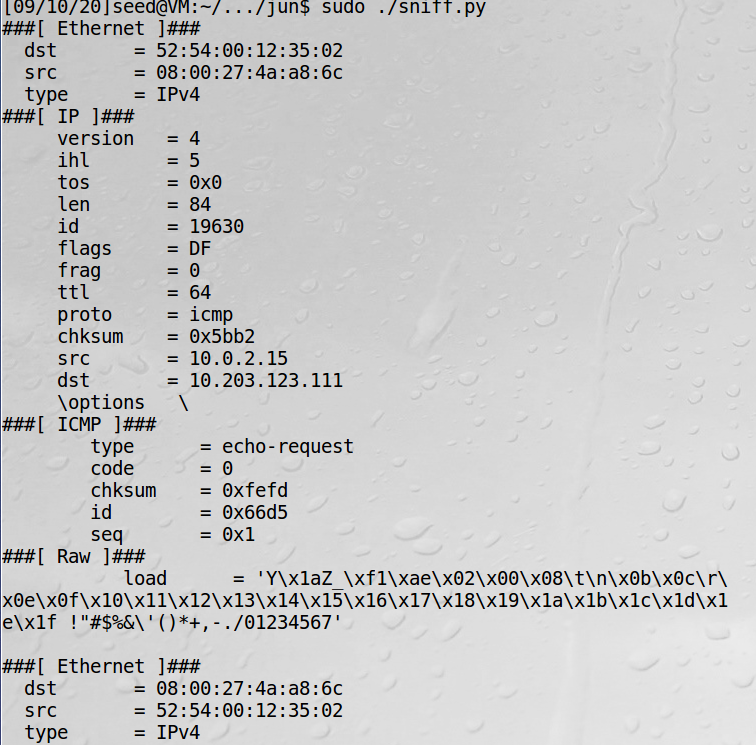 [09/10/20]seed@VM:~/.../jun$ sudo ./sniff.py
###[ Ethernet ]###
  dst       = 52:54:00:12:35:02
  src       = 08:00:27:4a:a8:6c
  type      = IPv4
###[ IP ]###
     version   = 4
     ihl       = 5
     tos       = 0x0
     len       = 84
     id        = 19630
     flags     = DF
     frag      = 0
     ttl       = 64
     proto     = icmp
     chksum    = 0x5bb2
     src       = 10.0.2.15
     dst       = 10.203.123.111
     \options   \
###[ ICMP ]###
        type      = echo-request
        code      = 0
        chksum    = 0xfefd
        id        = 0x66d5
        seq       = 0x1
###[ Raw ]###
           load      = 'Y\x1aZ_\xf1\xae\x02\x00\x08\t\n\x0b\x0c\r\
x0e\x0f\x10\x11\x12\x13\x14\x15\x16\x17\x18\x19\x1a\x1b\x1c\x1d\x1
e\x1f !"#$%&\'()*+,-./01234567'
###[ Ethernet ]###
  dst       = 08:00:27:4a:a8:6c
  src       = 52:54:00:12:35:02
  type      = IPv4